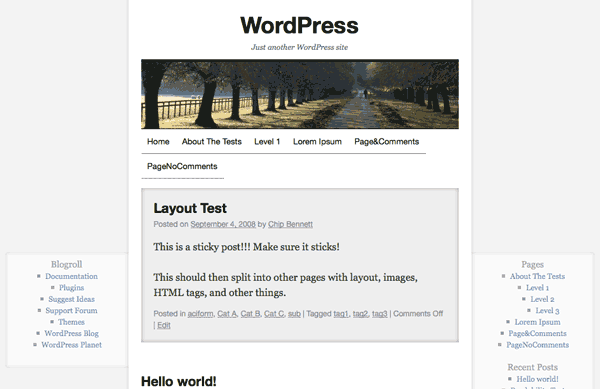 WordPress
Just another WordPress site
Home About The Tests Level 1 Lorem Ipsum Page&Comments
PageNoComments
Layout Test
Posted on September 4, 2008 by Chip Bennett
This is a sticky post!!! Make sure it sticks!
This should then split into other pages with layout, images,
HTML tags, and other things.
Posted in aciform, Cat A, Cat B, Cat C, sub | Tagged tag1, tag2, tag3 | Comments Off
| Edit
Hello world!
Blogroll
Documentation
Plugins
Suggest Ideas
Support Forum
Themes
WordPress Blog
WordPress Planet
Pages
About The Tests
Level 1
Level 2
Level 3
Lorem Ipsum
Page&Comments
PageNoComments
Recent Posts
Hello world!